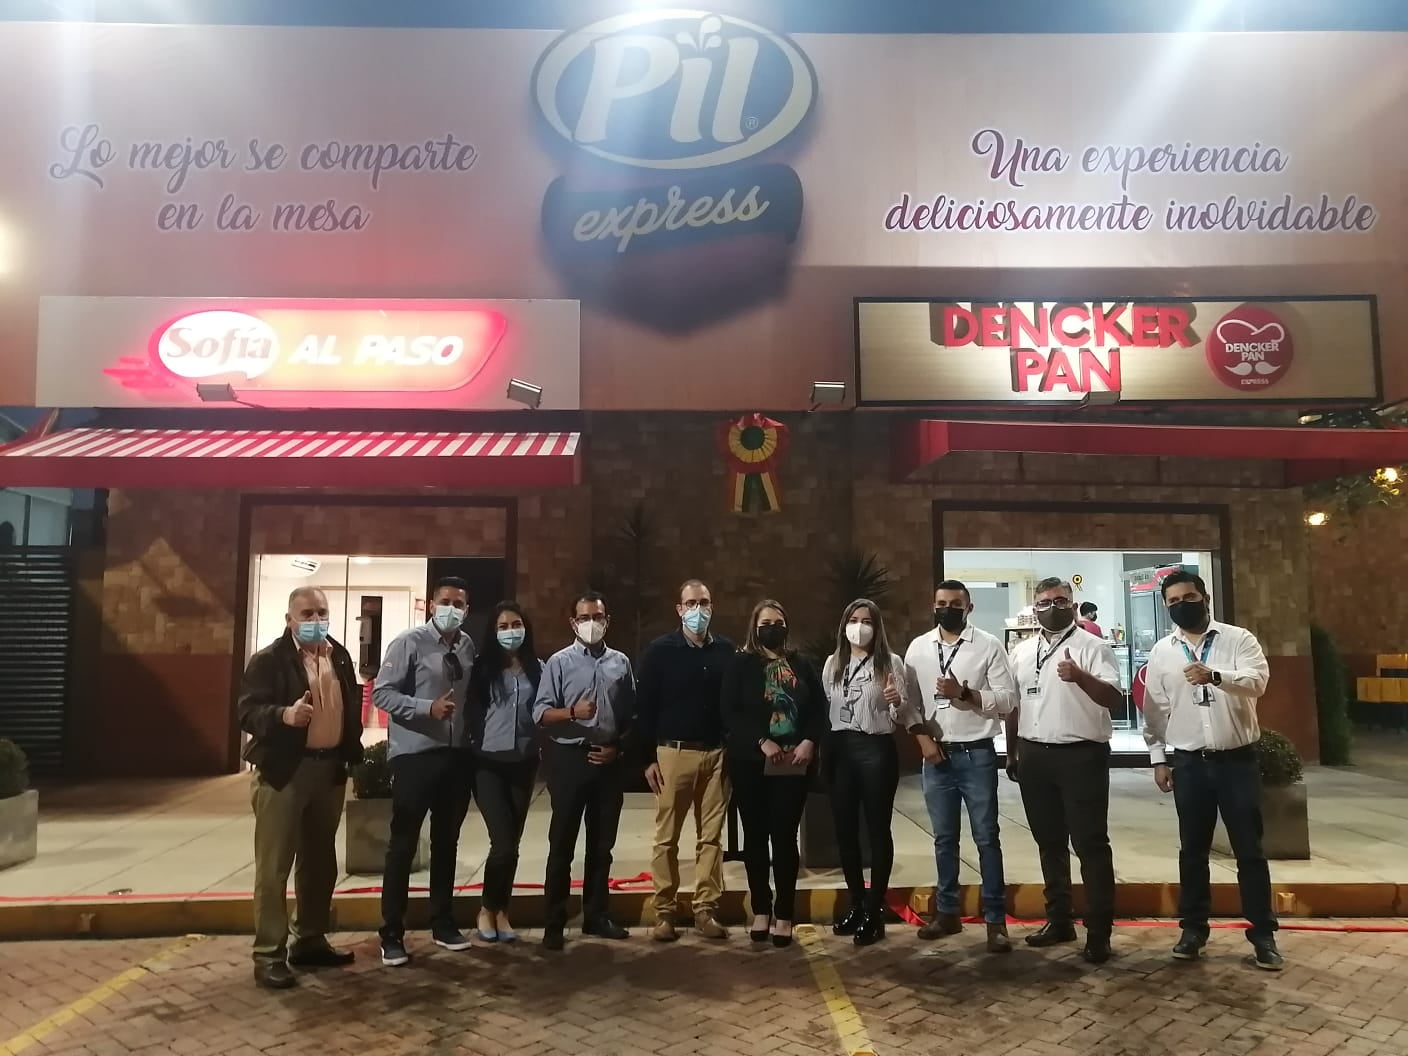 Pil
®
express
Lo mejor se comparte
en la mesa
Una experiencia
deliciosamente inolvidable
Sofía AL PASO
DENCKER
PAN
DENCKER
PAN
EXPRESS